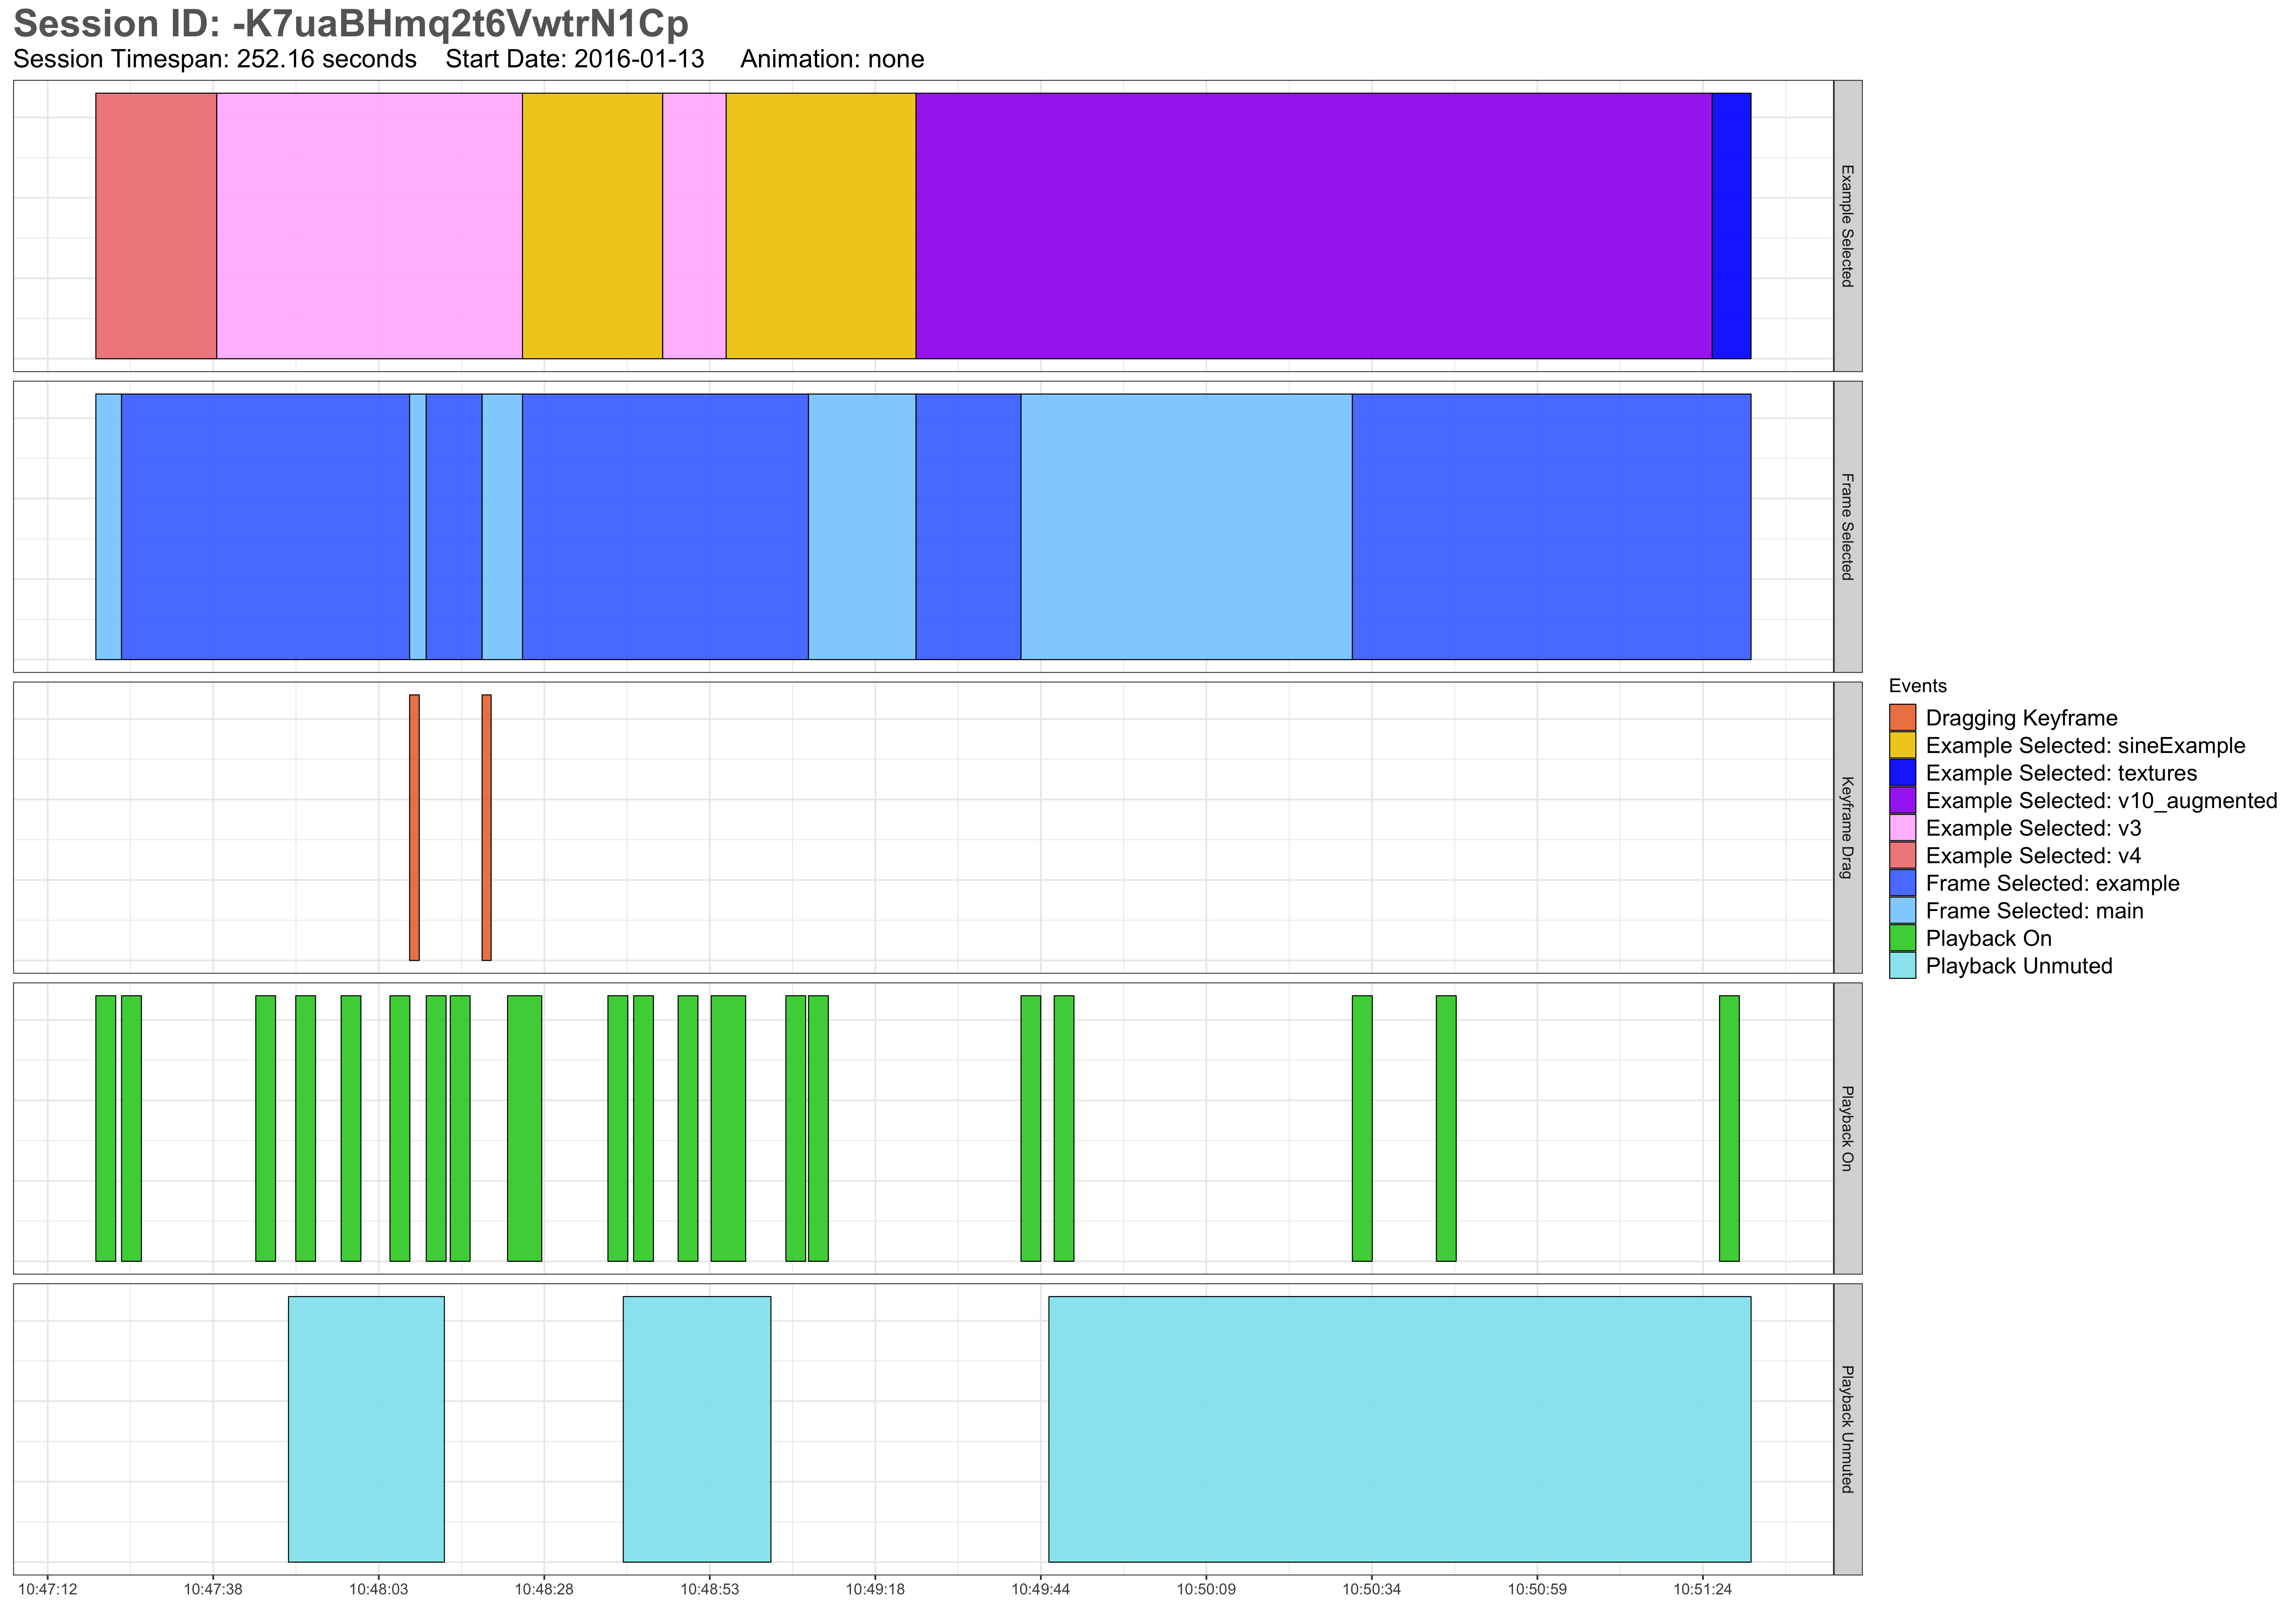 Session ID: -K7uaBHmq2t6VwtrN1Cp
Session Timespan: 252.16 seconds    Start Date: 2016-01-13     Animation: none
Example Selected
Frame Selected
Keyframe Drag
Playback On
Playback Unmuted
Events
Dragging Keyframe
Example Selected: sineExample
Example Selected: textures
Example Selected: v10_augmented
Example Selected: v3
Example Selected: v4
Frame Selected: example
Frame Selected: main
Playback On
Playback Unmuted
10:47:12 10:47:38 10:48:03 10:48:28 10:48:53 10:49:18 10:49:44 10:50:09 10:50:34 10:50:59 10:51:24